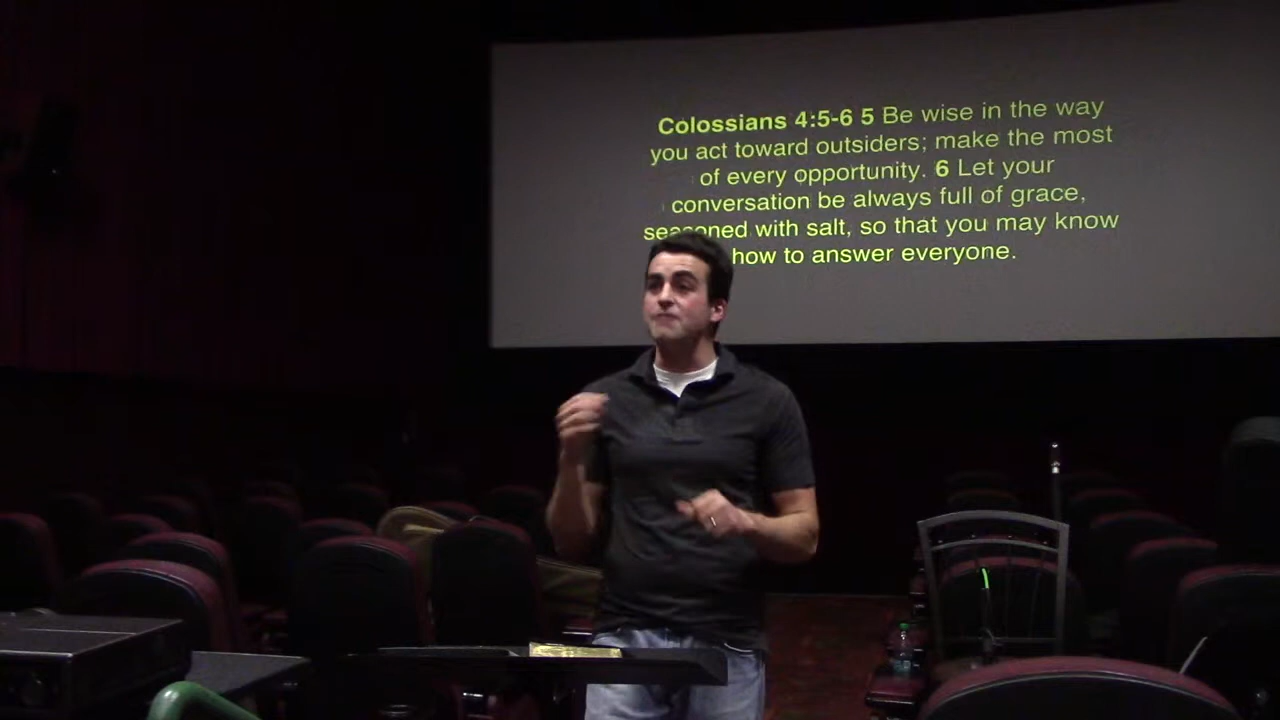 Colossians 4:5-6 5 Be wise in the way
you act toward outsiders; make the most
of every opportunity. 6 Let your
conversation be always full of grace,
seasoned with salt, so that you may know
how to answer everyone.